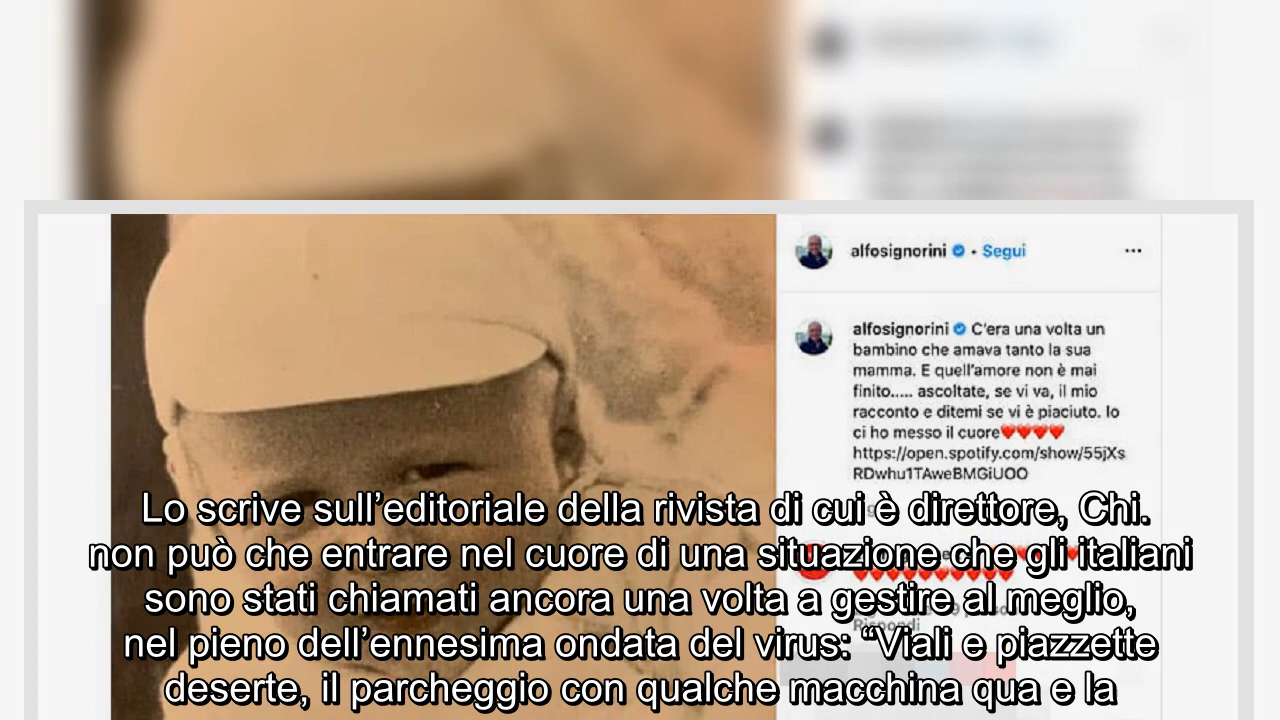 alfosignorini • Segui
alfosignorini C'era una volta un
bambino che amava tanto la sua
mamma. E quell'amore non è mai
finito..... ascoltate, se vi va, il mio
racconto e ditemi se vi è piaciuto. Io
ci ho messo il cuore❤❤❤❤
https://open.spotify.com/show/55jXs
RDwhu1TAweBMGiUOO
Lo scrive sull’editoriale della rivista di cui è direttore, Chi.
non può che entrare nel cuore di una situazione che gli italiani
sono stati chiamati ancora una volta a gestire al meglio,
Rispondi
nel pieno dell’ennesima ondata del virus: “Viali e piazzette
deserte, il parcheggio con qualche macchina qua e la